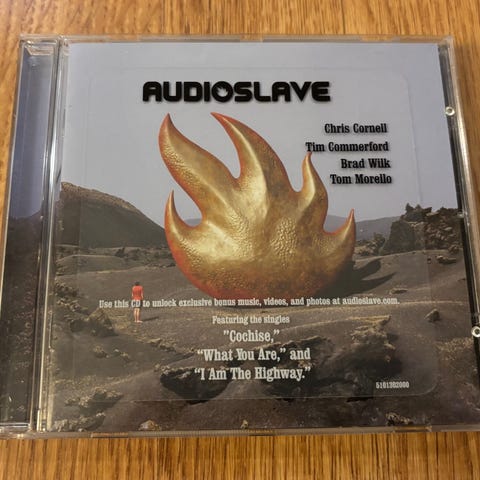 AUDIOSLAVE
Chris Cornell
Tim Commerford
Brad Wilk
Tom Morello
Use this CD to unlock exclusive bonus music, videos, and photos at audioslave.com.
Featuring the singles
"Cochise,"
"What You Are," and
"I Am The Highway."
5101302000